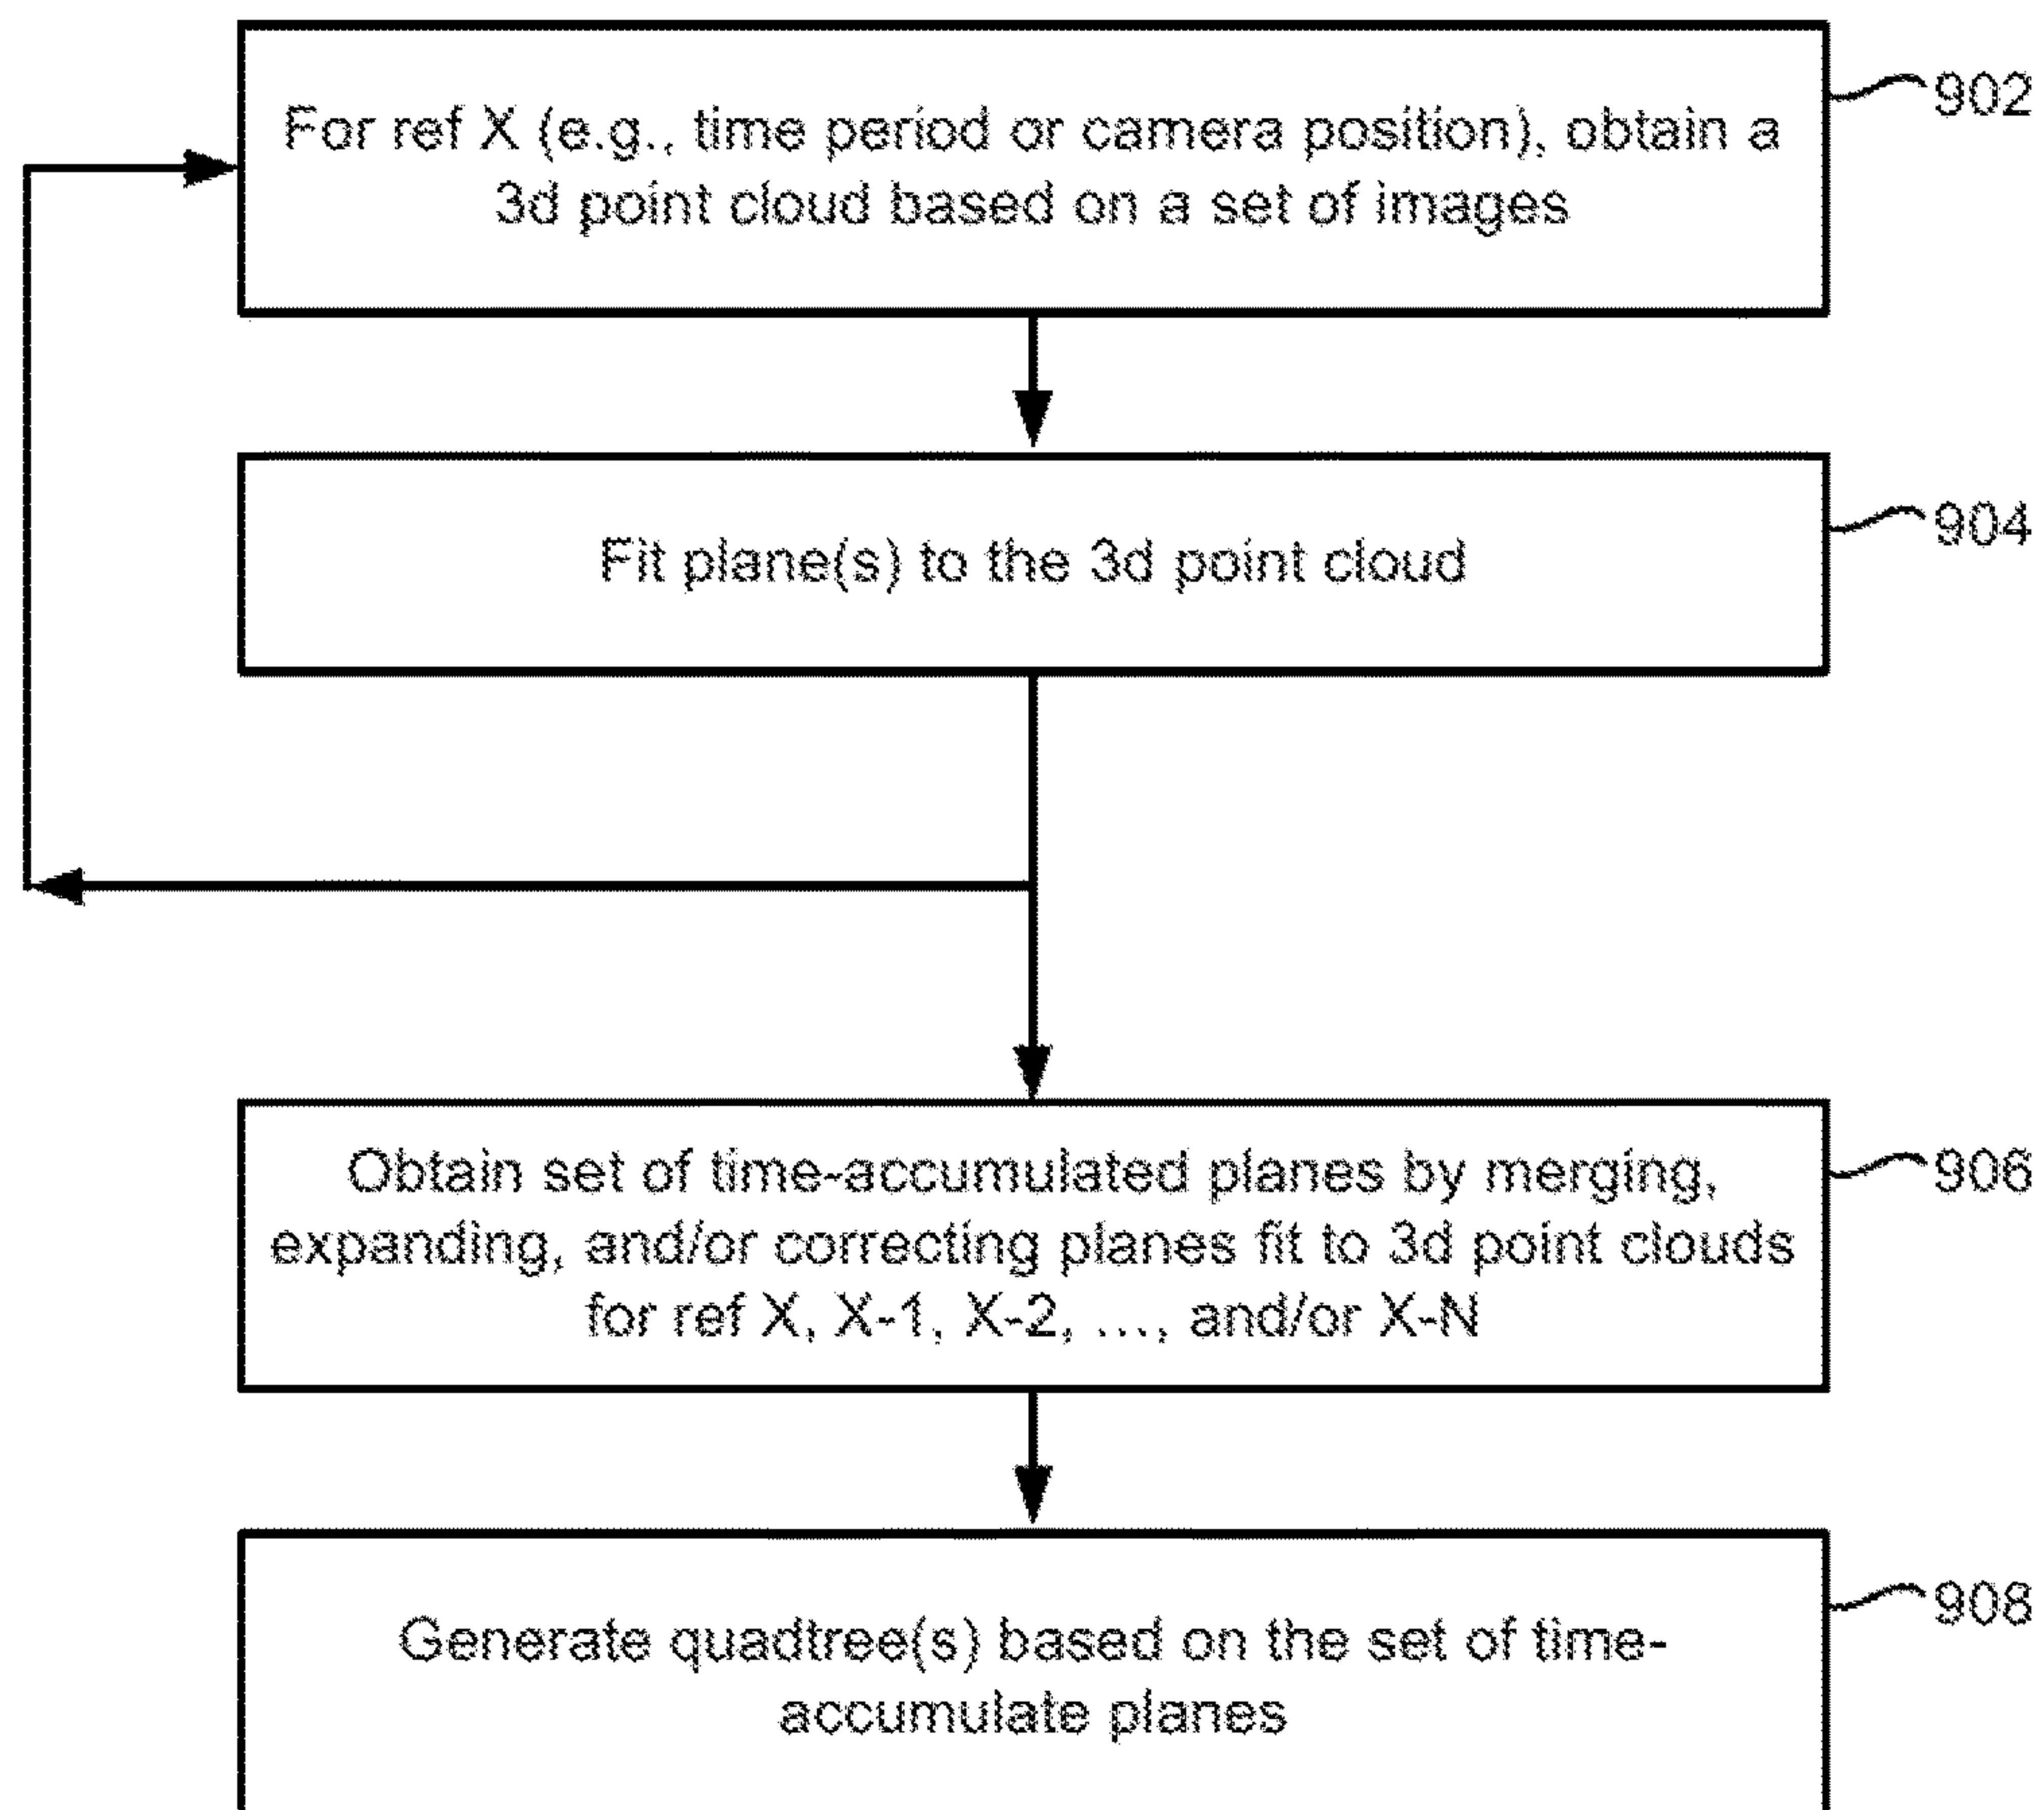 For ref X (e.g., time period or camera position), obtain a
3d point cloud based on a set of images
902
Fit plane(s) to the 3d point cloud
904
Obtain set of time-accumulated planes by merging,
expanding, and/or correcting planes fit to 3d point clouds
for ref X, X-1, X-2, ..., and/or X-N
906
Generate quadtree(s) based on the set of time-
accumulate planes
908